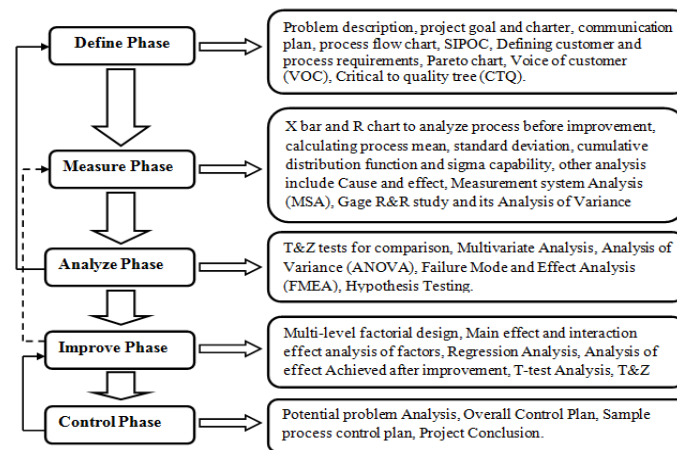 Define Phase
Problem description, project goal and charter, communication
plan, process flow chart, SIPOC, Defining customer and
process requirements, Pareto chart, Voice of customer
(VOC), Critical to quality tree (CTQ).
Measure Phase
X bar and R chart to analyze process before improvement,
calculating process mean, standard deviation, cumulative
distribution function and sigma capability, other analysis
include Cause and effect, Measurement system Analysis
(MSA), Gage R&R study and its Analysis of Variance
Analyze Phase
T&Z tests for comparison, Multivariate Analysis, Analysis of
Variance (ANOVA), Failure Mode and Effect Analysis
(FMEA), Hypothesis Testing.
Improve Phase
Multi-level factorial design, Main effect and interaction
effect analysis of factors, Regression Analysis, Analysis of
effect Achieved after improvement, T-test Analysis, T&Z
Control Phase
Potential problem Analysis, Overall Control Plan, Sample
process control plan, Project Conclusion.